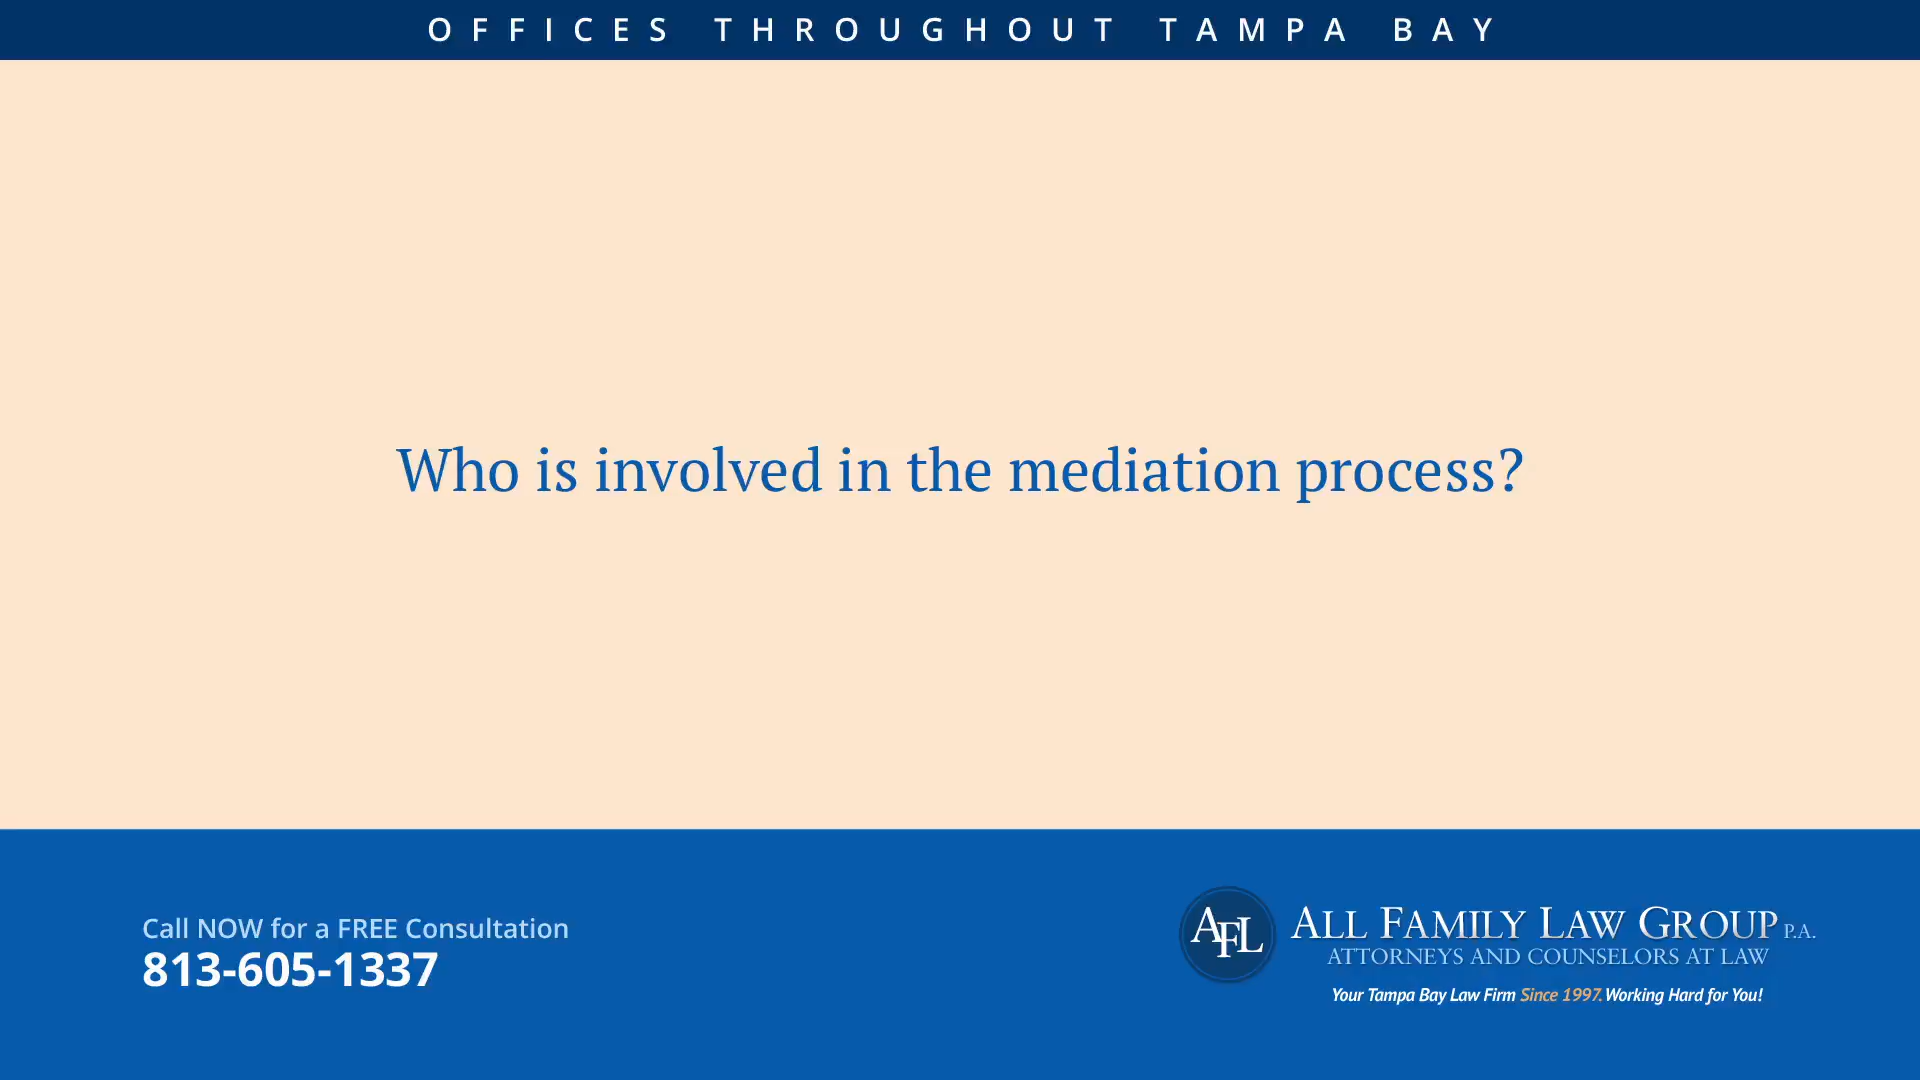 OFFICES THROUGHOUT TAMPA BAY
Who is involved in the mediation process?
Call NOW for a FREE Consultation
813-605-1337
AFL
ALL FAMILY LAW GROUP P.A.
ATTORNEYS AND COUNSELORS AT LAW
Your Tampa Bay Law Firm Since 1997. Working Hard for You!